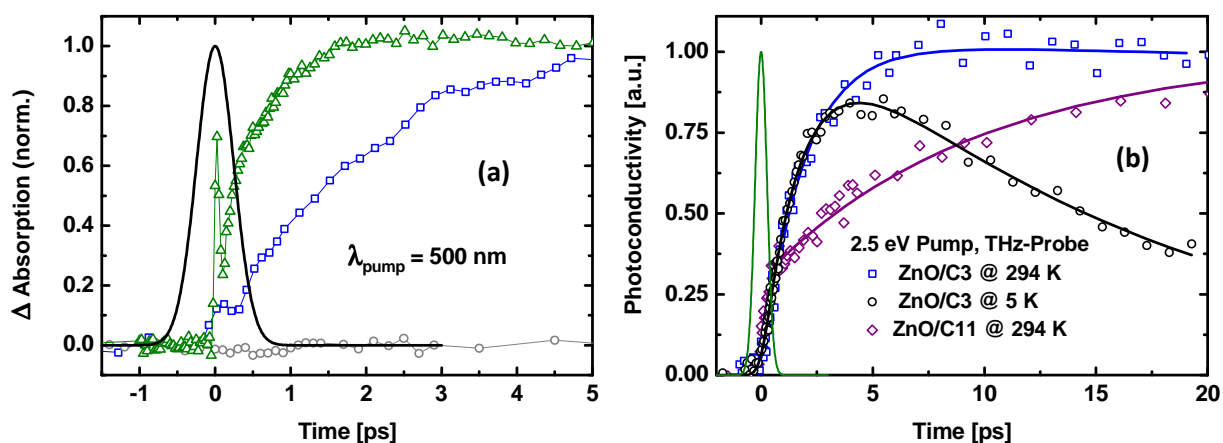 Δ Absorption (norm.)
1.0
0.8
0.6
0.4
0.2
0.0
(a)
λpump = 500 nm
-1
0
1
2
3
4
5
Time [ps]
Photoconductivity [a.u.]
1.00
0.75
0.50
0.25
0.00
(b)
2.5 eV Pump, THz-Probe
ZnO/C3 @ 294 K
ZnO/C3 @ 5 K
ZnO/C11 @ 294 K
0
5
10
15
20
Time [ps]